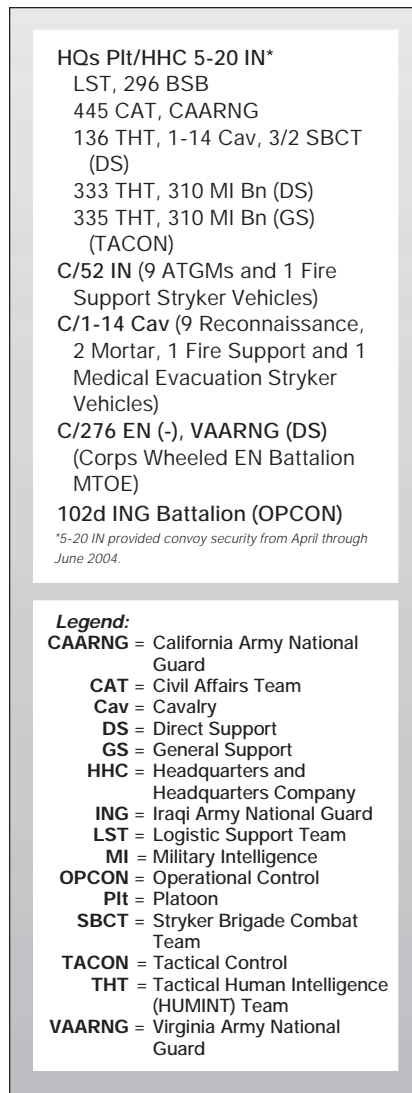 HQs Plt/HHC 5-20 IN*
LST, 296 BSB
445 CAT, CAARNG
136 THT, 1-14 Cav, 3/2 SBCT
(DS)
333 THT, 310 MI Bn (DS)
335 THT, 310 MI Bn (GS)
(TACON)
C/52 IN (9 ATGMs and 1 Fire
Support Stryker Vehicles)
C/1-14 Cav (9 Reconnaissance,
2 Mortar, 1 Fire Support and 1
Medical Evacuation Stryker
Vehicles)
C/276 EN (-), VAARNG (DS)
(Corps Wheeled EN Battalion
MTOE)
102d ING Battalion (OPCON)
*5-20 IN provided convoy security from April through
June 2004.
Legend:
CAARNG = California Army National
Guard
CAT = Civil Affairs Team
Cav = Cavalry
DS = Direct Support
GS = General Support
HHC = Headquarters and
Headquarters Company
ING = Iraqi Army National Guard
LST = Logistic Support Team
MI = Military Intelligence
OPCON = Operational Control
Plt = Platoon
SBCT = Stryker Brigade Combat
Team
TACON = Tactical Control
THT = Tactical Human Intelligence
(HUMINT) Team
VAARNG = Virginia Army National
Guard